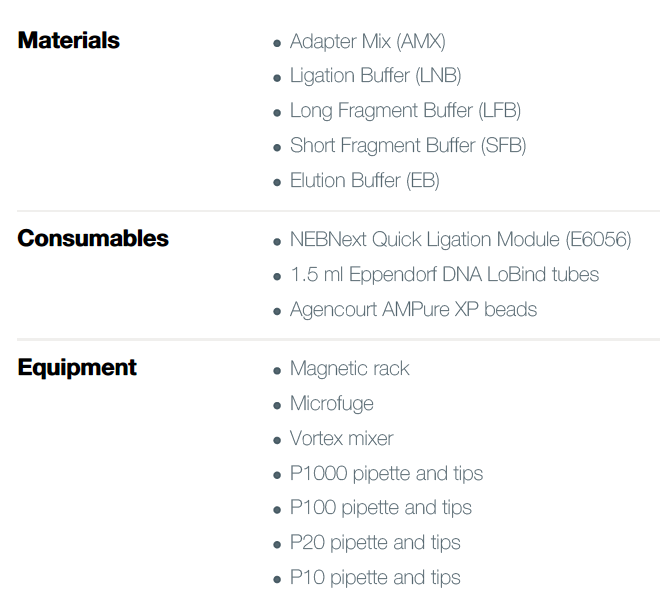 Materials
Adapter Mix (AMX)
Ligation Buffer (LNB)
Long Fragment Buffer (LFB)
Short Fragment Buffer (SFB)
Elution Buffer (EB)
Consumables
NEBNext Quick Ligation Module (E6056)
1.5 ml Eppendorf DNA LoBind tubes
Agencourt AMPure XP beads
Equipment
Magnetic rack
Microfuge
Vortex mixer
P1000 pipette and tips
P100 pipette and tips
P20 pipette and tips
P10 pipette and tips